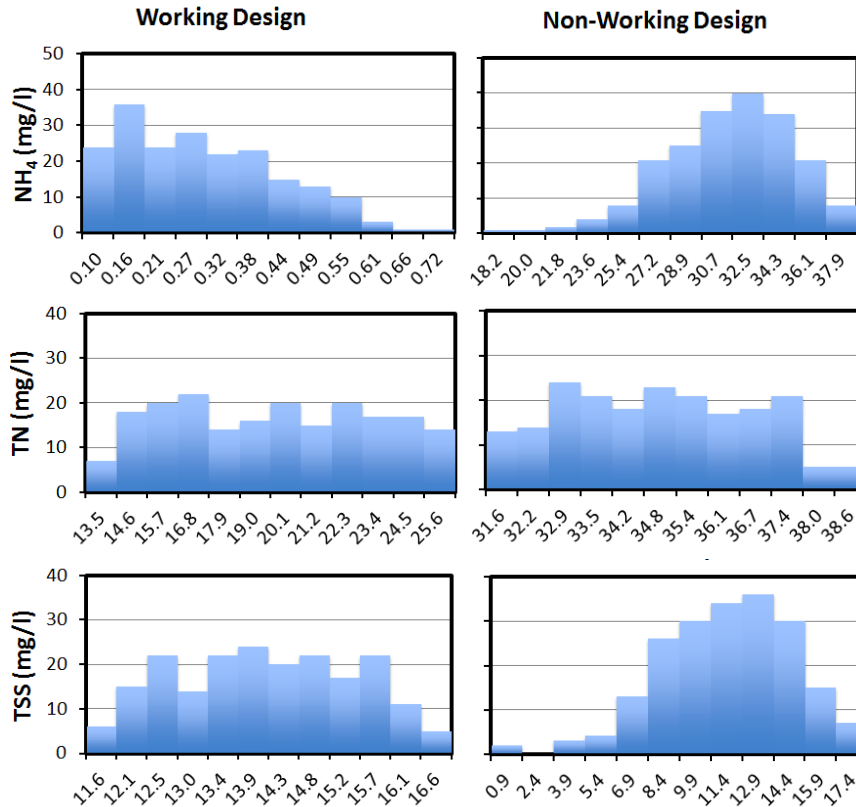 Working Design
Non-Working Design
NH4 (mg/l)
50
40
30
20
10
0
0.10 0.16 0.21 0.27 0.32 0.38 0.44 0.49 0.55 0.61 0.66 0.72
18.2 20.0 21.8 23.6 25.4 27.2 28.9 30.7 32.5 34.3 36.1 37.9
TN (mg/l)
40
30
20
10
0
13.5 14.6 15.7 16.8 17.9 19.0 20.1 21.2 22.3 23.4 24.5 25.6
31.6 32.2 32.9 33.5 34.2 34.8 35.4 36.1 36.7 37.4 38.0 38.6
TSS (mg/l)
40
30
20
10
0
11.6 12.1 12.5 13.0 13.4 13.9 14.3 14.8 15.2 15.7 16.1 16.6
0.9 2.4 3.9 5.4 6.9 8.4 9.9 11.4 12.9 14.4 15.9 17.4